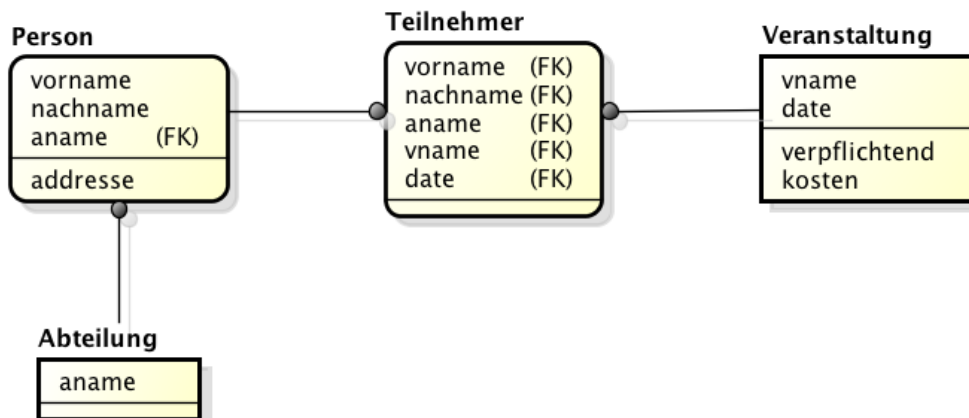 Person
vorname
nachname
aname (FK)
addresse
Teilnehmer
vorname (FK)
nachname (FK)
aname (FK)
vname (FK)
date (FK)
Veranstaltung
vname
date
verpflichtend
kosten
Abteilung
aname